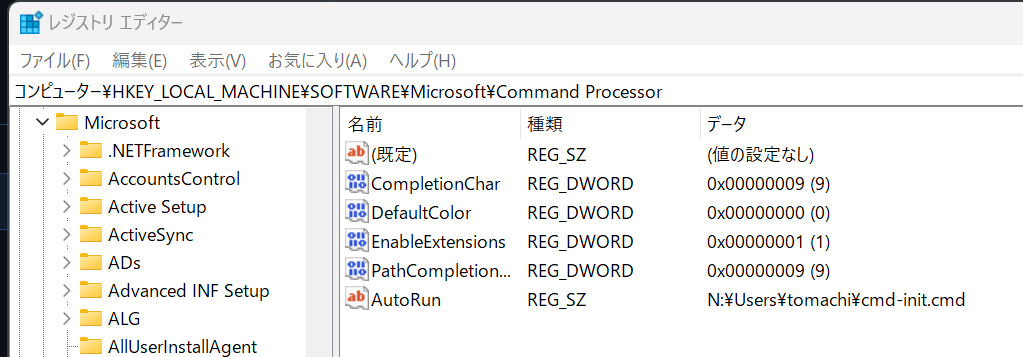 レジストリ エディター
ファイル(F) 編集(E) 表示(V) お気に入り(A) ヘルプ(H)
コンピューター¥HKEY_LOCAL_MACHINE¥SOFTWARE¥Microsoft¥Command Processor
Microsoft
.NETFramework
AccountsControl
Active Setup
ActiveSync
ADs
Advanced INF Setup
ALG
AllUserInstallAgent
名前 種類 データ
(既定) REG_SZ (値の設定なし)
CompletionChar REG_DWORD 0x00000009 (9)
DefaultColor REG_DWORD 0x00000000 (0)
EnableExtensions REG_DWORD 0x00000001 (1)
PathCompletion... REG_DWORD 0x00000009 (9)
AutoRun REG_SZ N:¥Users¥tomachi¥cmd-init.cmd